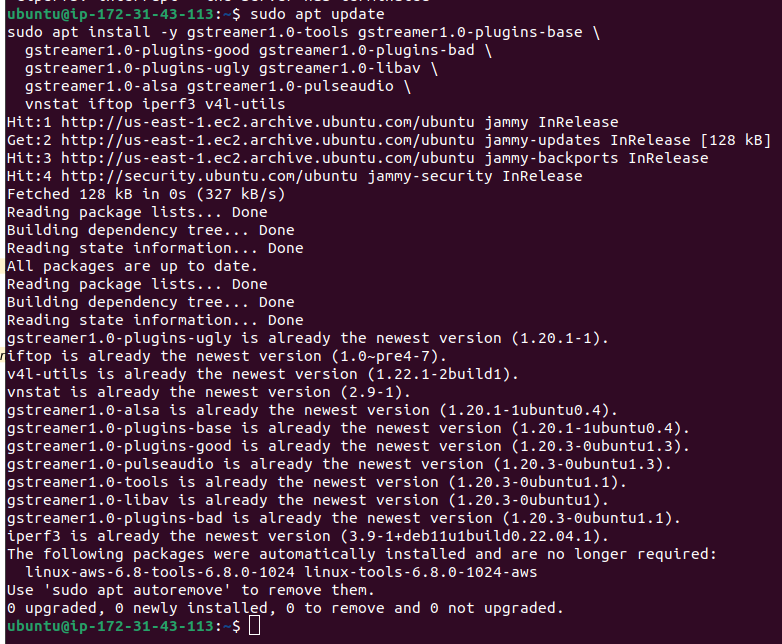 ubuntu@ip-172-31-43-113:~$ sudo apt update
sudo apt install -y gstreamer1.0-tools gstreamer1.0-plugins-base \
  gstreamer1.0-plugins-good gstreamer1.0-plugins-bad \
  gstreamer1.0-plugins-ugly gstreamer1.0-libav \
  gstreamer1.0-alsa gstreamer1.0-pulseaudio \
  vnstat iftop iperf3 v4l-utils
Hit:1 http://us-east-1.ec2.archive.ubuntu.com/ubuntu jammy InRelease
Get:2 http://us-east-1.ec2.archive.ubuntu.com/ubuntu jammy-updates InRelease [128 kB]
Hit:3 http://us-east-1.ec2.archive.ubuntu.com/ubuntu jammy-backports InRelease
Hit:4 http://security.ubuntu.com/ubuntu jammy-security InRelease
Fetched 128 kB in 0s (327 kB/s)
Reading package lists... Done
Building dependency tree... Done
Reading state information... Done
All packages are up to date.
Reading package lists... Done
Building dependency tree... Done
Reading state information... Done
gstreamer1.0-plugins-ugly is already the newest version (1.20.1-1).
iftop is already the newest version (1.0~pre4-7).
v4l-utils is already the newest version (1.22.1-2build1).
vnstat is already the newest version (2.9-1).
gstreamer1.0-alsa is already the newest version (1.20.1-1ubuntu0.4).
gstreamer1.0-plugins-base is already the newest version (1.20.1-1ubuntu0.4).
gstreamer1.0-plugins-good is already the newest version (1.20.3-0ubuntu1.3).
gstreamer1.0-pulseaudio is already the newest version (1.20.3-0ubuntu1.3).
gstreamer1.0-tools is already the newest version (1.20.3-0ubuntu1.1).
gstreamer1.0-libav is already the newest version (1.20.3-0ubuntu1).
gstreamer1.0-plugins-bad is already the newest version (1.20.3-0ubuntu1.1).
iperf3 is already the newest version (3.9-1+deb11u1build0.22.04.1).
The following packages were automatically installed and are no longer required:
  linux-aws-6.8-tools-6.8.0-1024 linux-tools-6.8.0-1024-aws
Use 'sudo apt autoremove' to remove them.
0 upgraded, 0 newly installed, 0 to remove and 0 not upgraded.
ubuntu@ip-172-31-43-113:~$